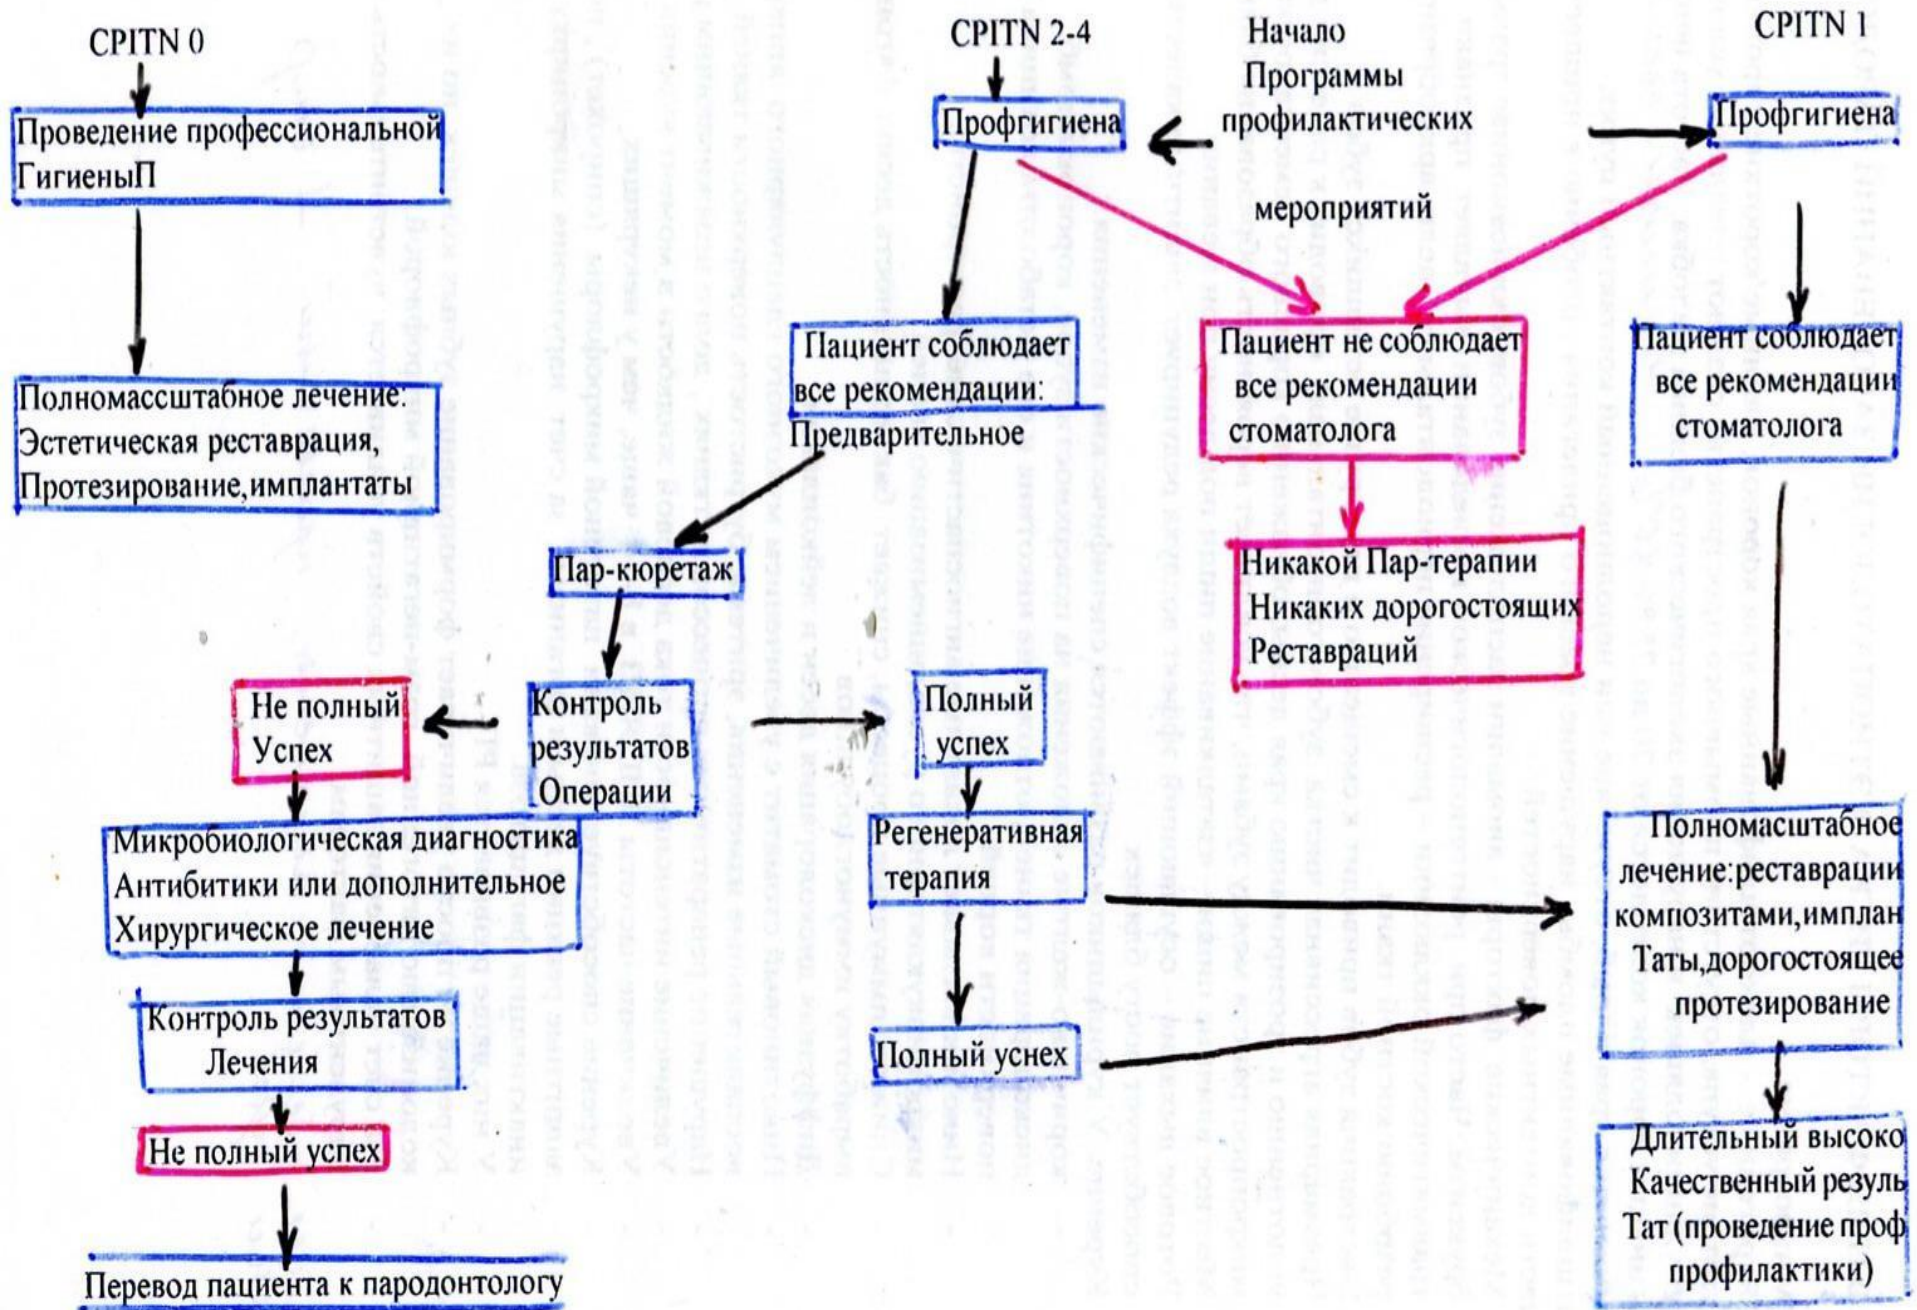 CPITN 0
CPITN 2-4
Начало
Программы
профилактических
мероприятий
CPITN 1
Проведение профессиональной
ГигиеныП
Профгигиена
Профгигиена
Полномассштабное лечение:
Эстетическая реставрация,
Протезирование,имплантаты
Пациент соблюдает
все рекомендации:
Предварительное
Пациент не соблюдает
все рекомендации
стоматолога
Пациент соблюдает
все рекомендации
стоматолога
Пар-кюретаж
Никакой Пар-терапии
Никаких дорогостоящих
Реставраций
Не полный
Успех
Контроль
результатов
Операции
Полный
успех
Микробиологическая диагностика
Антибитики или дополнительное
Хирургическое лечение
Регенеративная
терапия
Полномасштабное
лечение:реставрации
композитами,имплан
Таты,дорогостоящее
протезирование
Контроль результатов
Лечения
Полный уснех
Не полный успех
Длительный высоко
Качественный резуль
Тат (проведение проф
профилактики)
Перевод пациента к пародонтологу